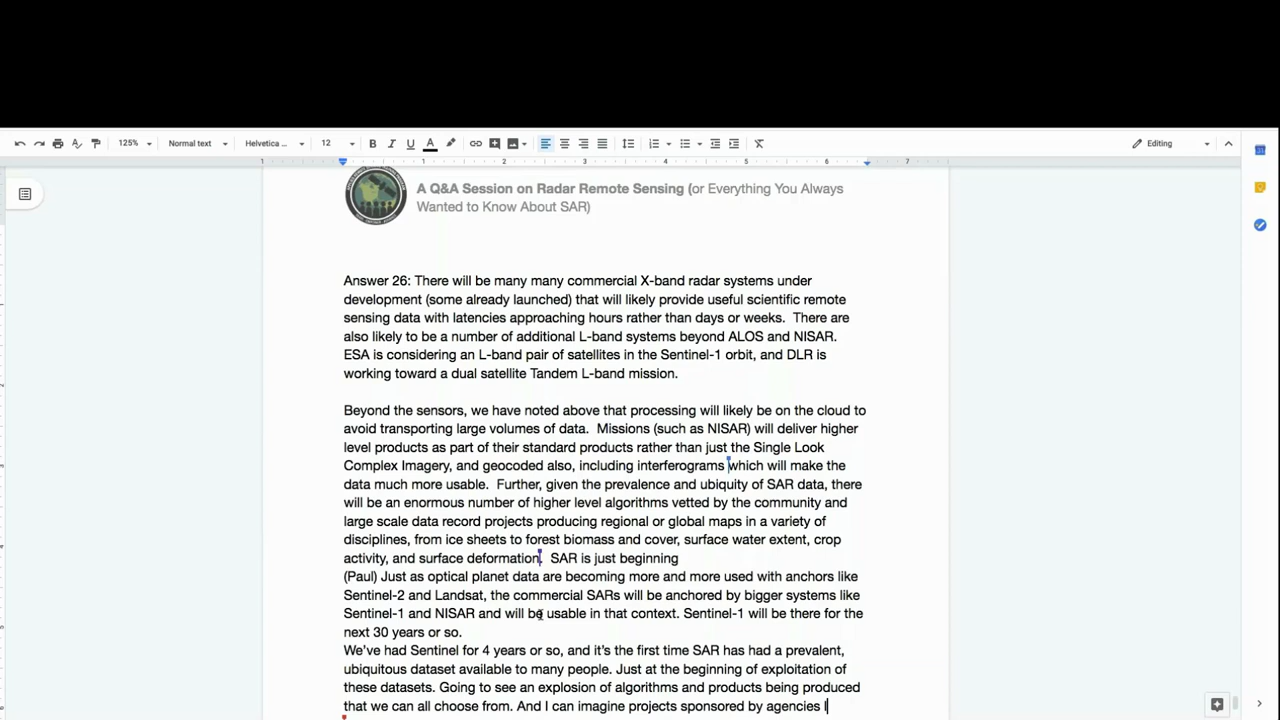 125%
Normal text
Helvetica ...
12
B
I
U
A
Editing
1
1
2
3
4
5
6
7
A Q&A Session on Radar Remote Sensing (or Everything You Always
Wanted to Know About SAR)
Answer 26: There will be many many commercial X-band radar systems under
development (some already launched) that will likely provide useful scientific remote
sensing data with latencies approaching hours rather than days or weeks. There are
also likely to be a number of additional L-band systems beyond ALOS and NISAR.
ESA is considering an L-band pair of satellites in the Sentinel-1 orbit, and DLR is
working toward a dual satellite Tandem L-band mission.
Beyond the sensors, we have noted above that processing will likely be on the cloud to
avoid transporting large volumes of data. Missions (such as NISAR) will deliver higher
level products as part of their standard products rather than just the Single Look
Complex Imagery, and geocoded also, including interferograms which will make the
data much more usable. Further, given the prevalence and ubiquity of SAR data, there
will be an enormous number of higher level algorithms vetted by the community and
large scale data record projects producing regional or global maps in a variety of
disciplines, from ice sheets to forest biomass and cover, surface water extent, crop
activity, and surface deformation. SAR is just beginning
(Paul) Just as optical planet data are becoming more and more used with anchors like
Sentinel-2 and Landsat, the commercial SARs will be anchored by bigger systems like
Sentinel-1 and NISAR and will be usable in that context. Sentinel-1 will be there for the
next 30 years or so.
We've had Sentinel for 4 years or so, and it's the first time SAR has had a prevalent,
ubiquitous dataset available to many people. Just at the beginning of exploitation of
these datasets. Going to see an explosion of algorithms and products being produced
that we can all choose from. And I can imagine projects sponsored by agencies l